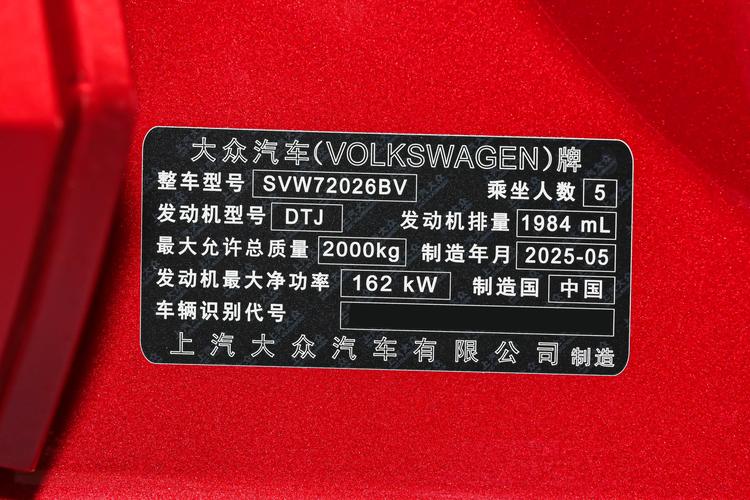 大众汽车(VOLKSWAGEN)牌
整车型号 SVW72026BV 乘坐人数 5
发动机型号 DTJ 发动机排量 1984 mL
最大允许总质量 2000kg 制造年月 2025-05
发动机最大净功率 162 kW 制造国 中国
车辆识别代号
上汽大众汽车有限公司 制造